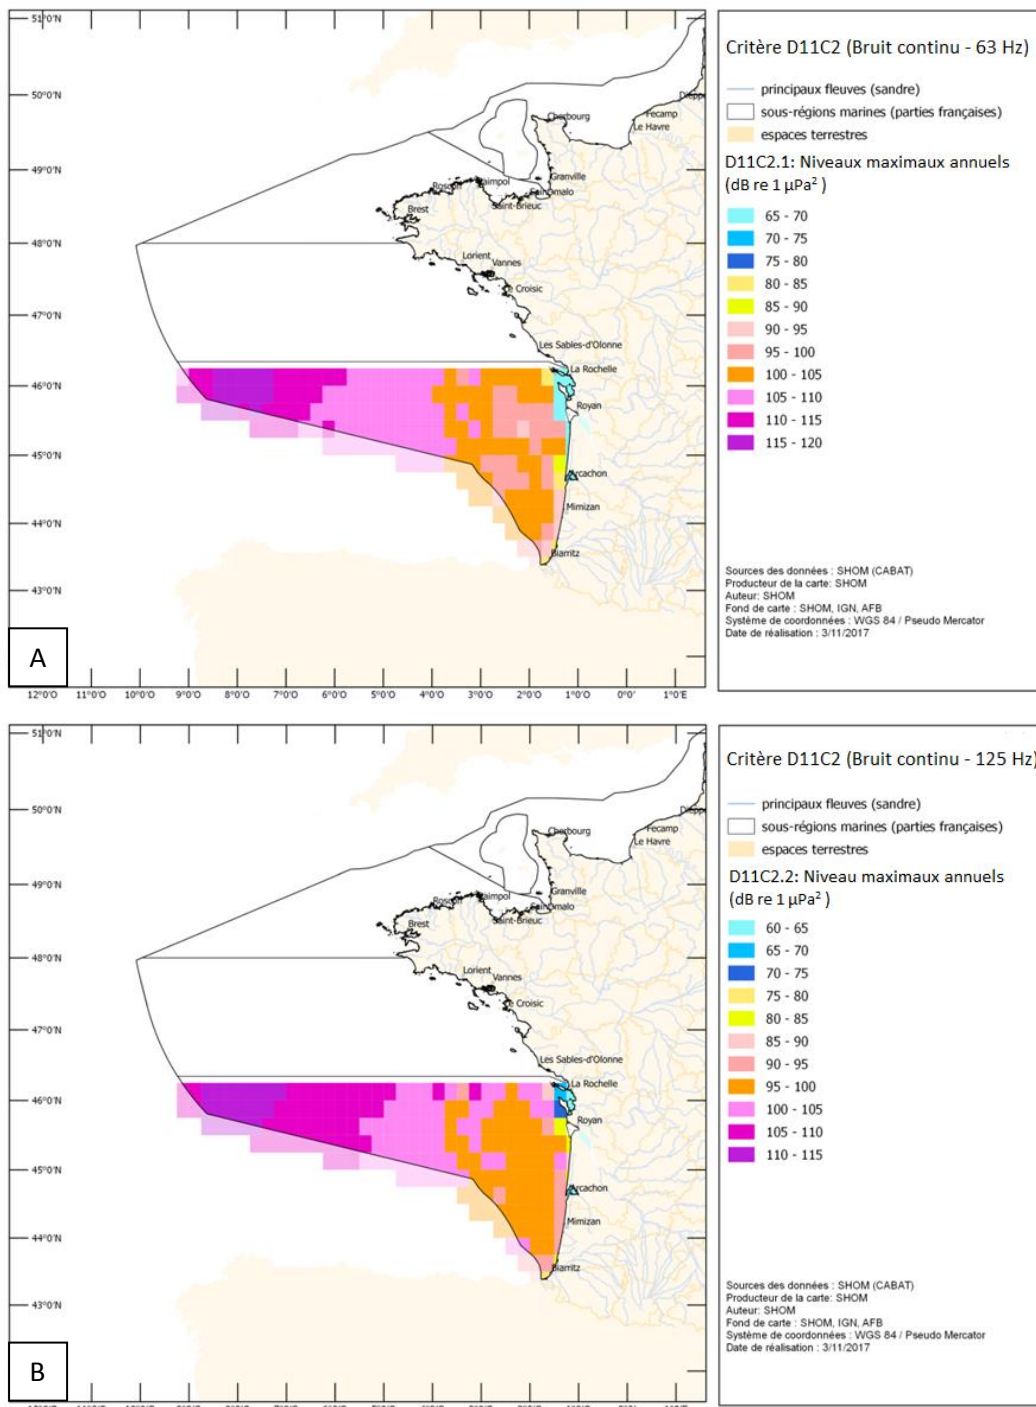 51°0'N
50°0'N
49°0'N
48°0'N
47°0'N
46°0'N
45°0'N
44°0'N
43°0'N
Dieppe
Cherbourg
Fecamp
Le Havre
Granville
Roscoff
Paimpol
Saint-Malo
Saint-Brieuc
Brest
Lorient
Vannes
Le Croisic
Les Sables-d'Olonne
La Rochelle
Royan
Arcachon
Mimizan
Biarritz
A
12°0'O 11°0'O 10°0'O 9°0'O 8°0'O 7°0'O 6°0'O 5°0'O 4°0'O 3°0'O 2°0'O 1°0'O 0°0' 1°0'E
Critère D11C2 (Bruit continu - 63 Hz)
principaux fleuves (sandre)
sous-régions marines (parties françaises)
espaces terrestres
D11C2.1: Niveaux maximaux annuels
(dB re 1 µPa² )
65 - 70
70 - 75
75 - 80
80 - 85
85 - 90
90 - 95
95 - 100
100 - 105
105 - 110
110 - 115
115 - 120
Sources des données : SHOM (CABAT)
Producteur de la carte: SHOM
Auteur: SHOM
Fond de carte : SHOM, IGN, AFB
Système de coordonnées : WGS 84 / Pseudo Mercator
Date de réalisation : 3/11/2017
51°0'N
50°0'N
49°0'N
48°0'N
47°0'N
46°0'N
45°0'N
44°0'N
43°0'N
Dieppe
Cherbourg
Fecamp
Le Havre
Granville
Roscoff
Paimpol
Saint-Malo
Saint-Brieuc
Brest
Lorient
Vannes
Le Croisic
Les Sables-d'Olonne
La Rochelle
Royan
Arcachon
Mimizan
Biarritz
B
Critère D11C2 (Bruit continu - 125 Hz)
principaux fleuves (sandre)
sous-régions marines (parties françaises)
espaces terrestres
D11C2.2: Niveau maximaux annuels
(dB re 1 µPa² )
60 - 65
65 - 70
70 - 75
75 - 80
80 - 85
85 - 90
90 - 95
95 - 100
100 - 105
105 - 110
110 - 115
Sources des données : SHOM (CABAT)
Producteur de la carte: SHOM
Auteur: SHOM
Fond de carte : SHOM, IGN, AFB
Système de coordonnées : WGS 84 / Pseudo Mercator
Date de réalisation : 3/11/2017